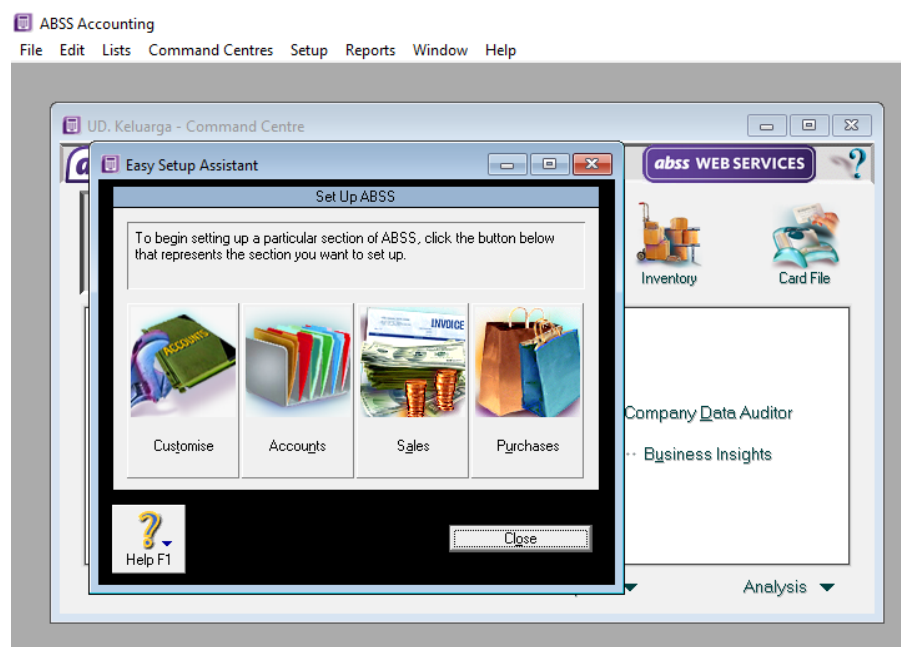 ABSS Accounting
File Edit Lists Command Centres Setup Reports Window Help
UD. Keluarga - Command Centre
Easy Setup Assistant
abss WEB SERVICES
Set Up ABSS
To begin setting up a particular section of ABSS, click the button below
that represents the section you want to set up.
Inventory
Card File
INVOICE
ACCOUNTS
Customise
Accounts
Sales
Purchases
Company Data Auditor
Business Insights
Help F1
Close
Analysis